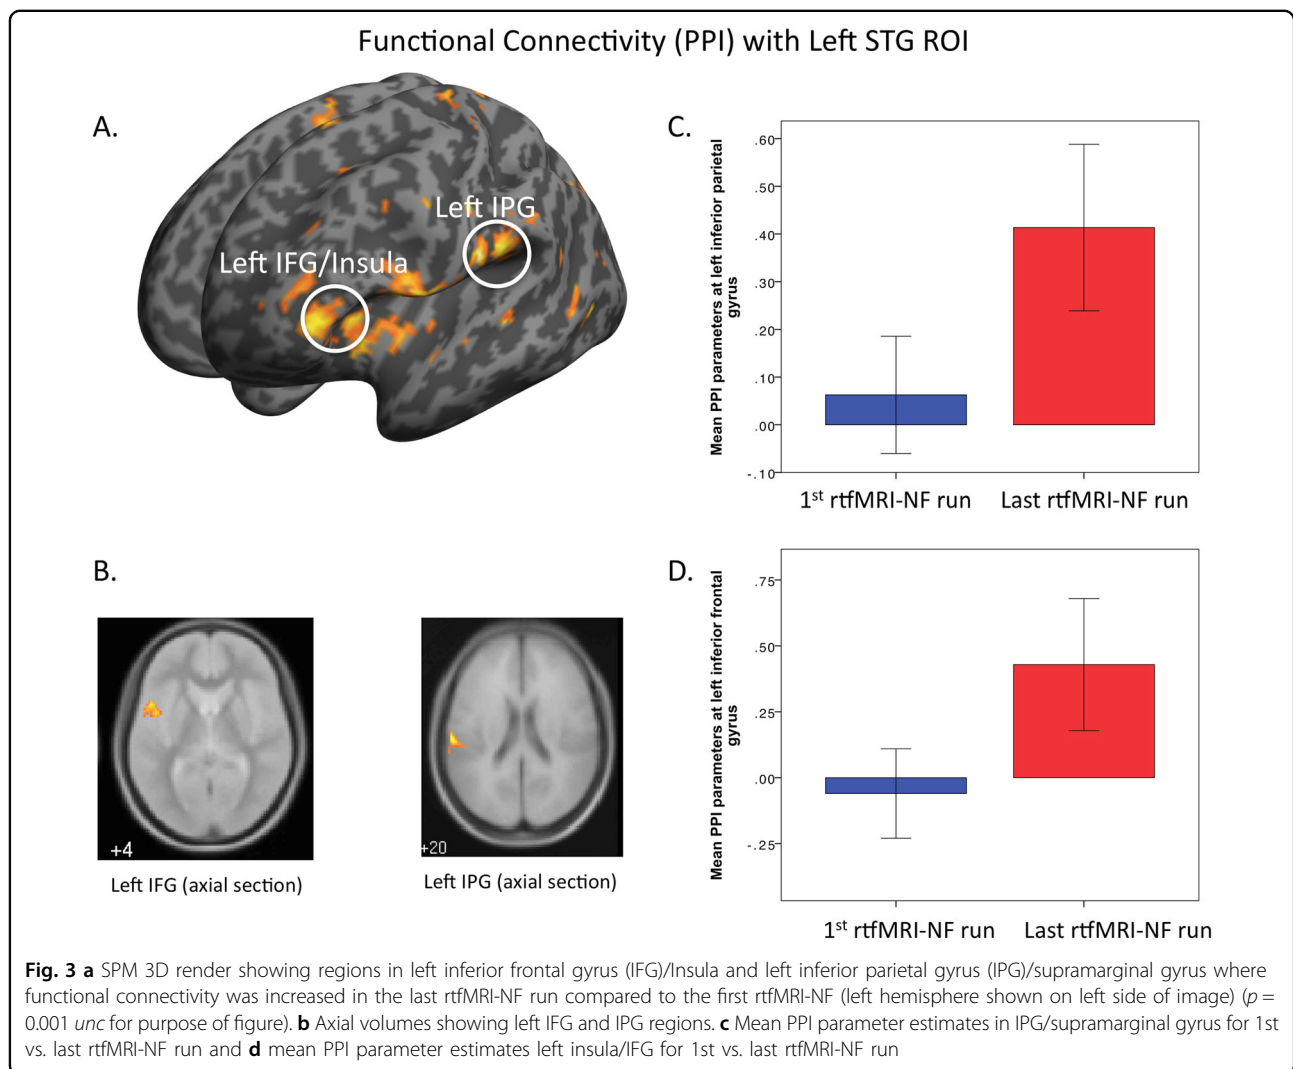 Functional Connectivity (PPI) with Left STG ROI
A.
Left IPG
Left IFG/Insula
B.
+4
Left IFG (axial section)
+20
Left IPG (axial section)
C.
Mean PPI parameters at left inferior parietal
gyrus
.60
.50
.40
.30
.20
.10
.00
-.10
1st rtfMRI-NF run
Last rtfMRI-NF run
D.
Mean PPI parameters at left inferior frontal
gyrus
.75
.50
.25
.00
-.25
1st rtfMRI-NF run
Last rtfMRI-NF run
Fig. 3 a SPM 3D render showing regions in left inferior frontal gyrus (IFG)/Insula and left inferior parietal gyrus (IPG)/supramarginal gyrus where
functional connectivity was increased in the last rtfMRI-NF run compared to the first rtfMRI-NF (left hemisphere shown on left side of image) (p =
0.001 unc for purpose of figure). b Axial volumes showing left IFG and IPG regions. c Mean PPI parameter estimates in IPG/supramarginal gyrus for 1st
vs. last rtfMRI-NF run and d mean PPI parameter estimates left insula/IFG for 1st vs. last rtfMRI-NF run